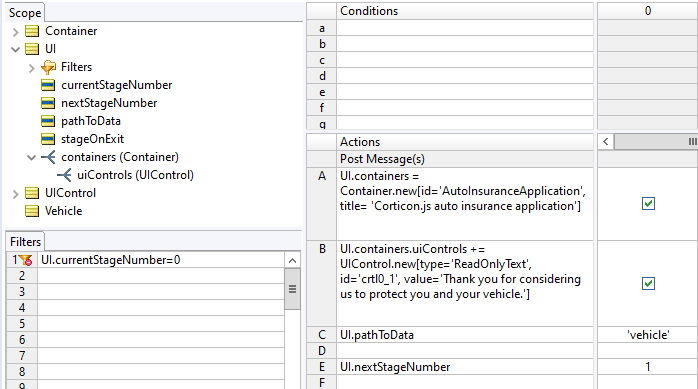 Scope
Container
UI
Filters
currentStageNumber
nextStageNumber
pathToData
stageOnExit
containers (Container)
uiControls (UIControl)
UIControl
Vehicle
Filters
1 UI.currentStageNumber=0
2
3
4
5
6
7
8
9
Conditions 0
a
b
c
d
e
f
g
Actions
Post Message(s)
A UI.containers =
Container.new[id='AutoInsuranceApplication',
title= 'Corticon.js auto insurance application']
B UI.containers.uiControls +=
UIControl.new[type='ReadOnlyText',
id='crtl0_1', value='Thank you for considering
us to protect you and your vehicle.']
C UI.pathToData 'vehicle'
D
E UI.nextStageNumber 1
F